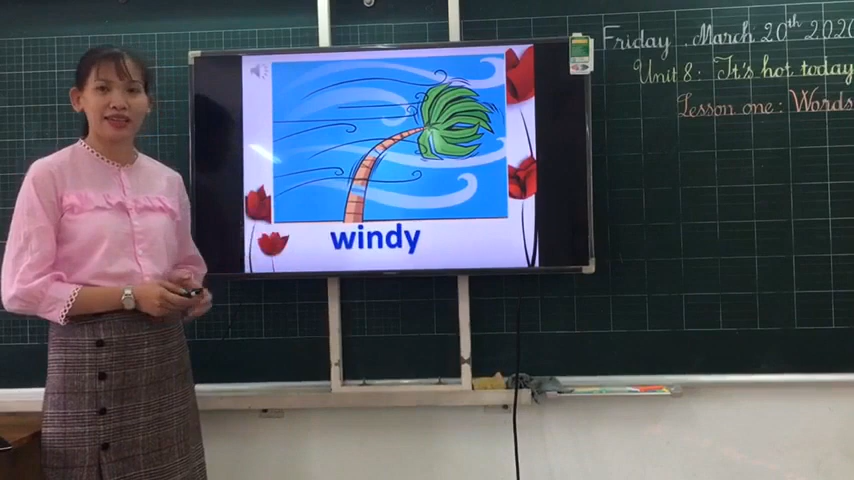 Friday, March 20th 2020
Unit 8: It's hot today
Lesson one: Words
windy